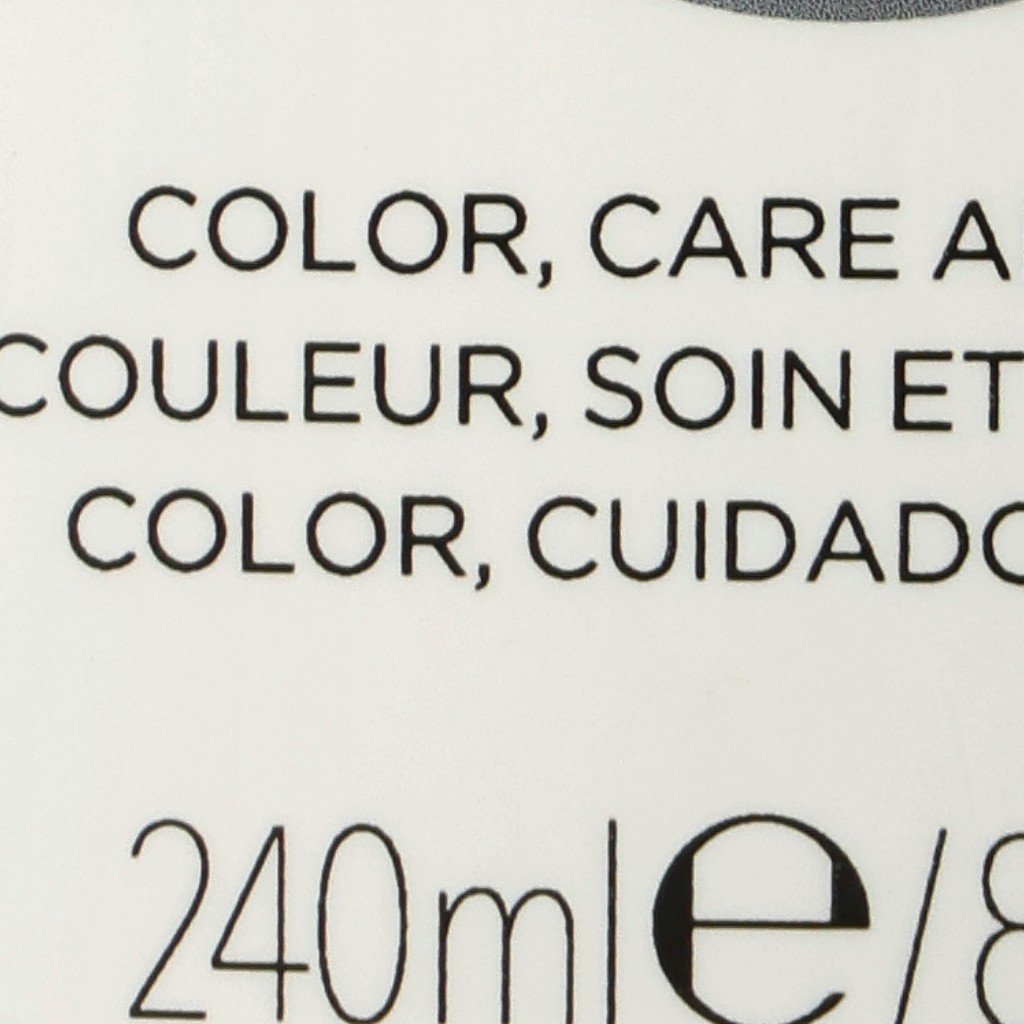 COLOR, CARE A
COULEUR, SOIN ET
COLOR, CUIDADO
240ml e / 8